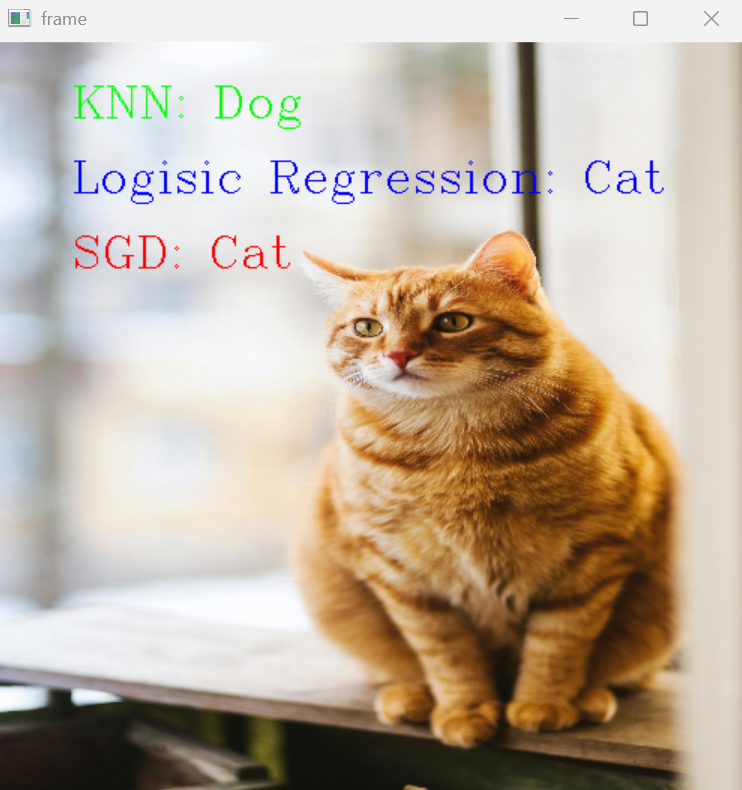 frame
KNN: Dog
Logisic Regression: Cat
SGD: Cat